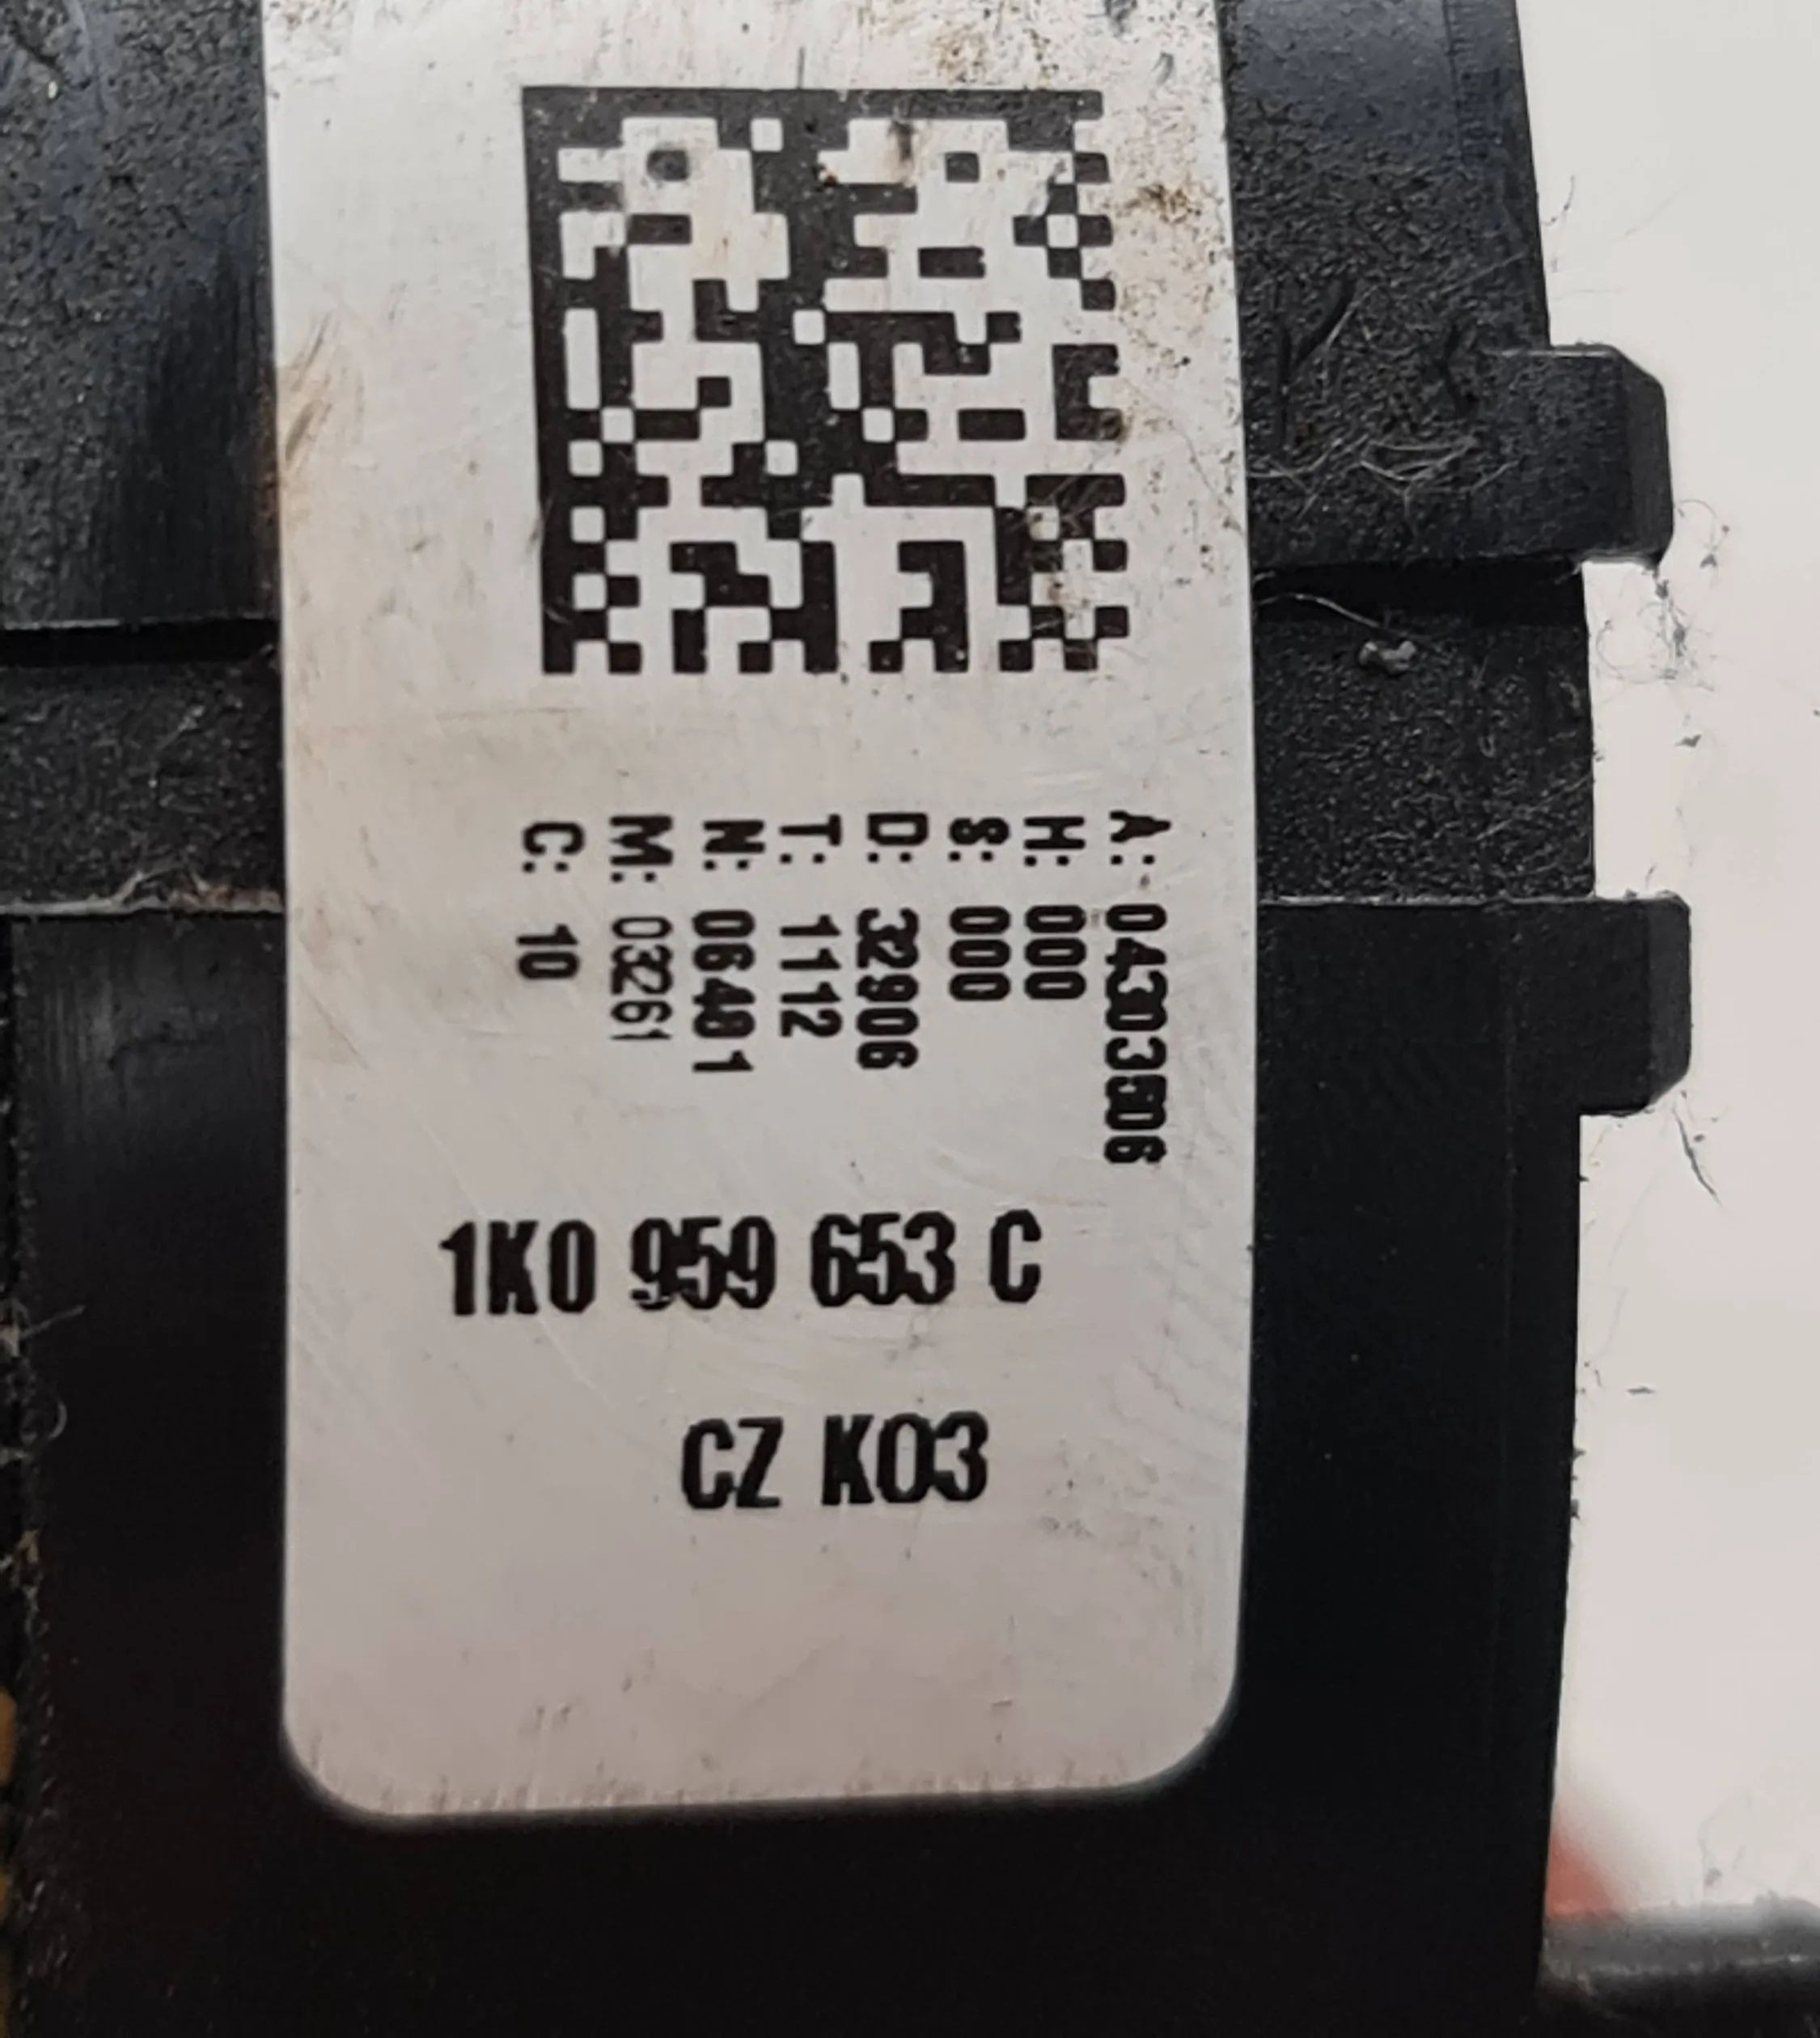 A: 04303506
H: 000
S: 000
D: 32906
T: 1112
N: 06481
M: 03261
C: 10
1K0 959 653 C
CZ K03